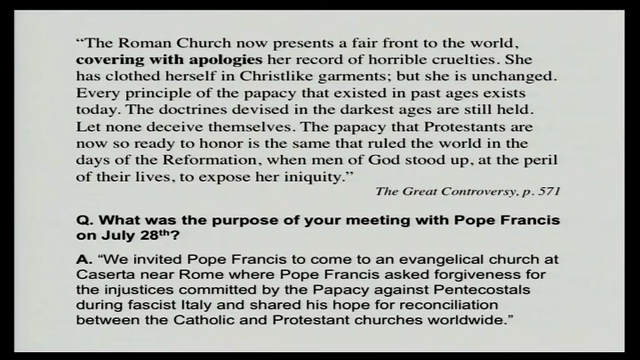 “The Roman Church now presents a fair front to the world,
covering with apologies her record of horrible cruelties. She
has clothed herself in Christlike garments; but she is unchanged.
Every principle of the papacy that existed in past ages exists
today. The doctrines devised in the darkest ages are still held.
Let none deceive themselves. The papacy that Protestants are
now so ready to honor is the same that ruled the world in the
days of the Reformation, when men of God stood up, at the peril
of their lives, to expose her iniquity.”
The Great Controversy, p. 571
Q. What was the purpose of your meeting with Pope Francis
on July 28th?
A. “We invited Pope Francis to come to an evangelical church at
Caserta near Rome where Pope Francis asked forgiveness for
the injustices committed by the Papacy against Pentecostals
during fascist Italy and shared his hope for reconciliation
between the Catholic and Protestant churches worldwide.”